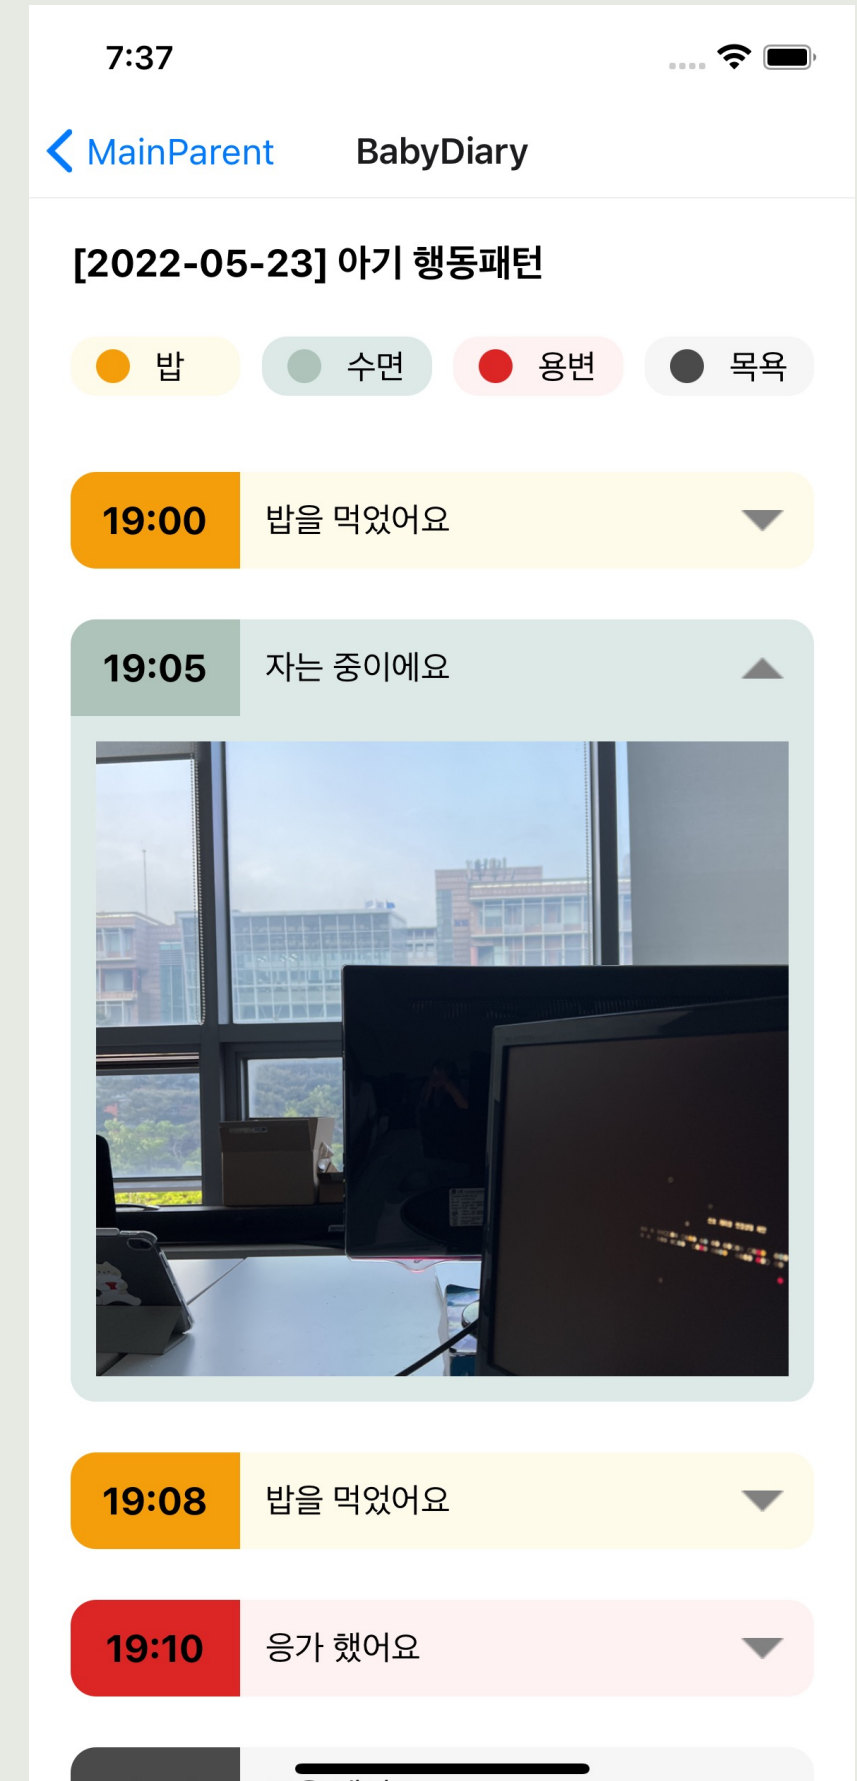 7:37
MainParent BabyDiary
[2022-05-23] 아기 행동패턴
밥 수면 용변 목욕
19:00 밥을 먹었어요
19:05 자는 중이에요
19:08 밥을 먹었어요
19:10 응가 했어요